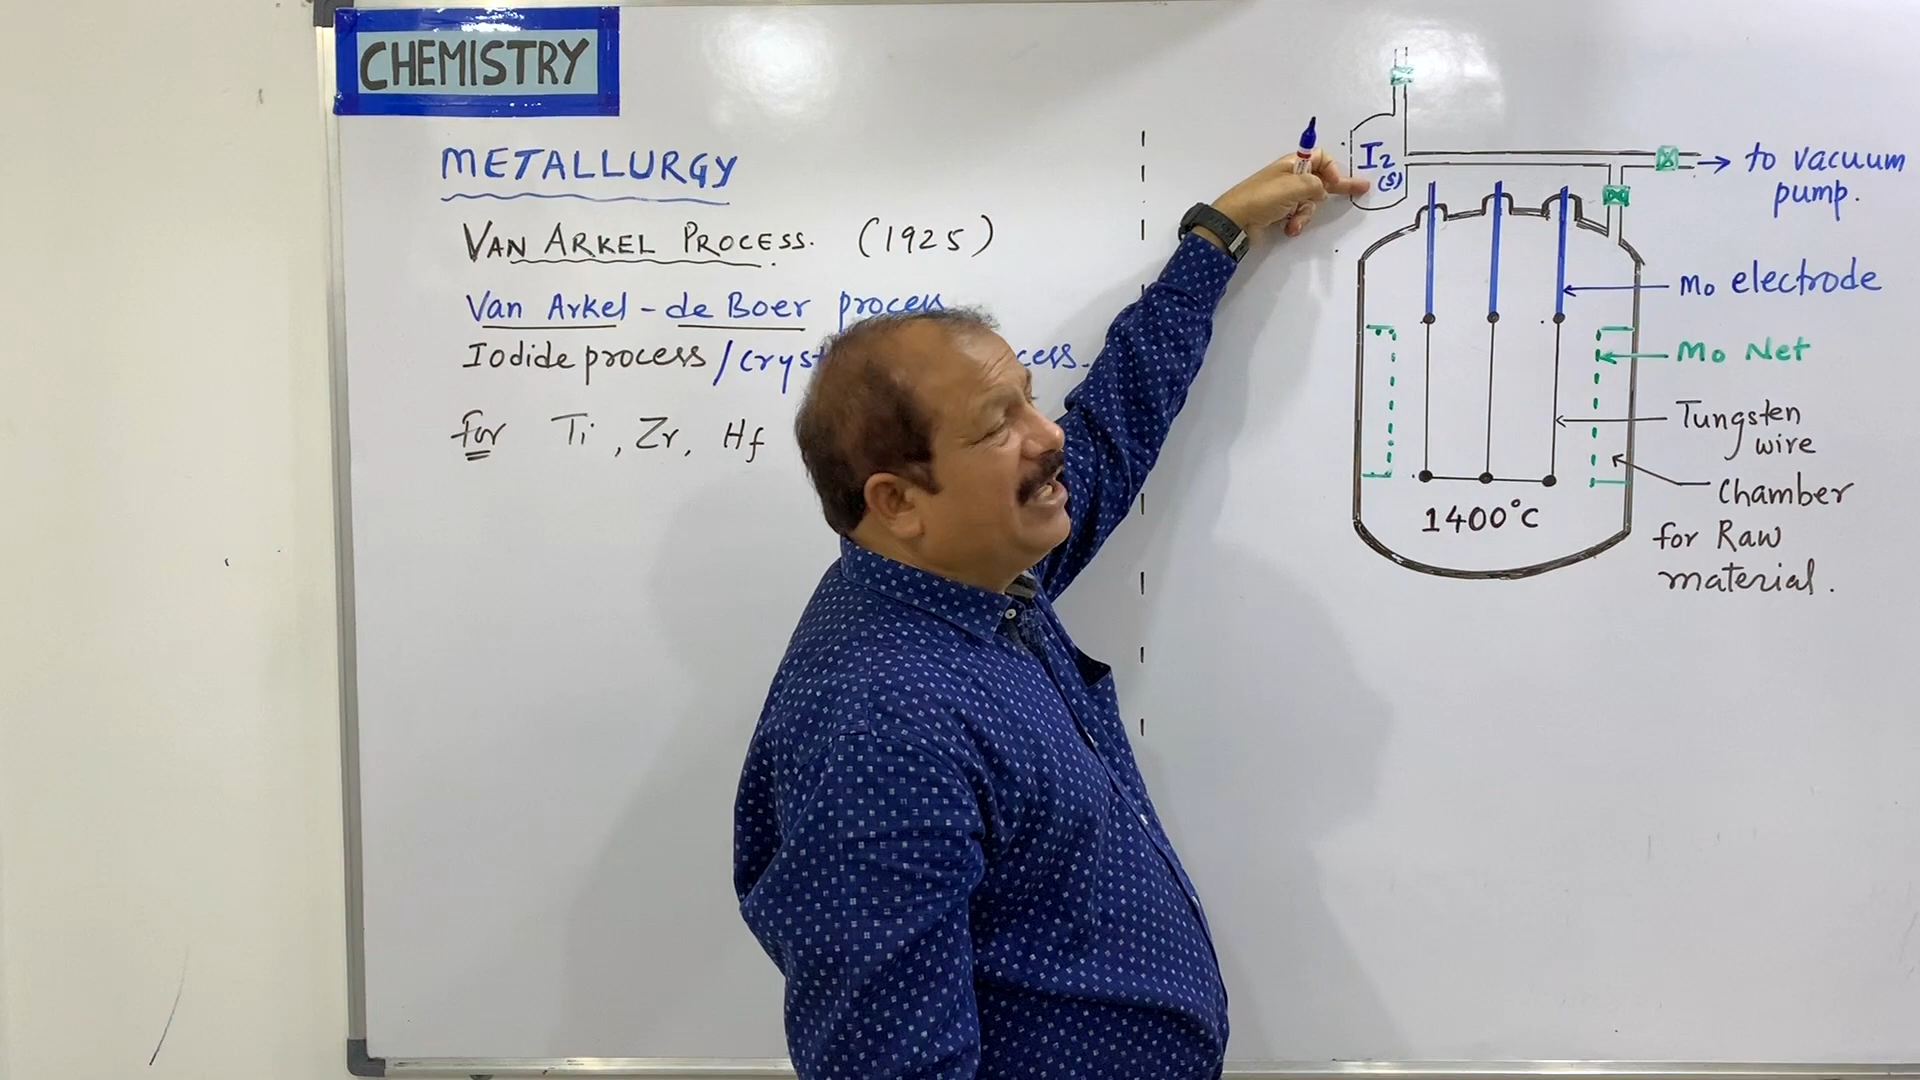 CHEMISTRY
METALLURGY
VAN ARKEL PROCESS. (1925)
Van Arkel - de Boer process
Iodide process /
For Ti, Zr, Hf
I2
(s)
to vacuum
pump.
Mo electrode
Mo Net
Tungsten
wire
Chamber
for Raw
material.
1400°C